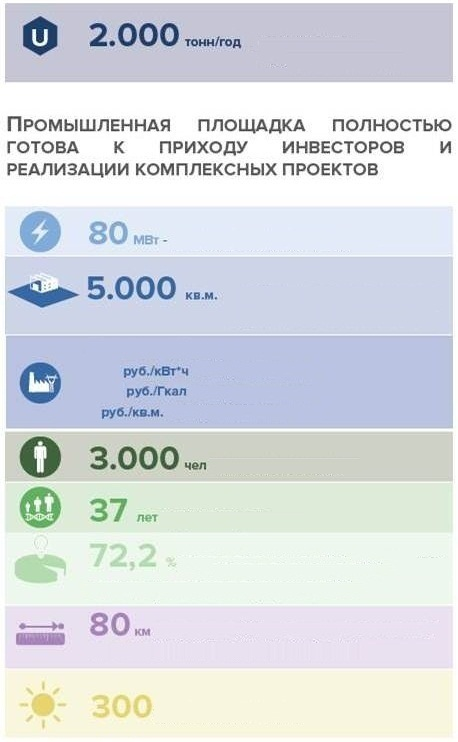 U 2.000 тонн/год
ПРОМЫШЛЕННАЯ ПЛОЩАДКА ПОЛНОСТЬЮ
ГОТОВА К ПРИХОДУ ИНВЕСТОРОВ И
РЕАЛИЗАЦИИ КОМПЛЕКСНЫХ ПРОЕКТОВ
80 МВт -
5.000 кв.м.
руб./кВт*ч
руб./Гкал
руб./кв.м.
3.000 чел
37 лет
72,2 %
80 км
300